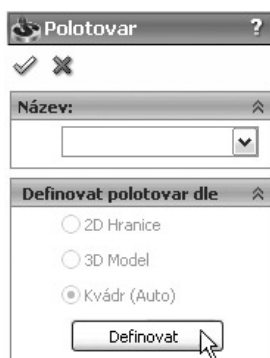 Polotovar ?
Název:
Definovat polotovar dle
2D Hranice
3D Model
Kvádr (Auto)
Definovat